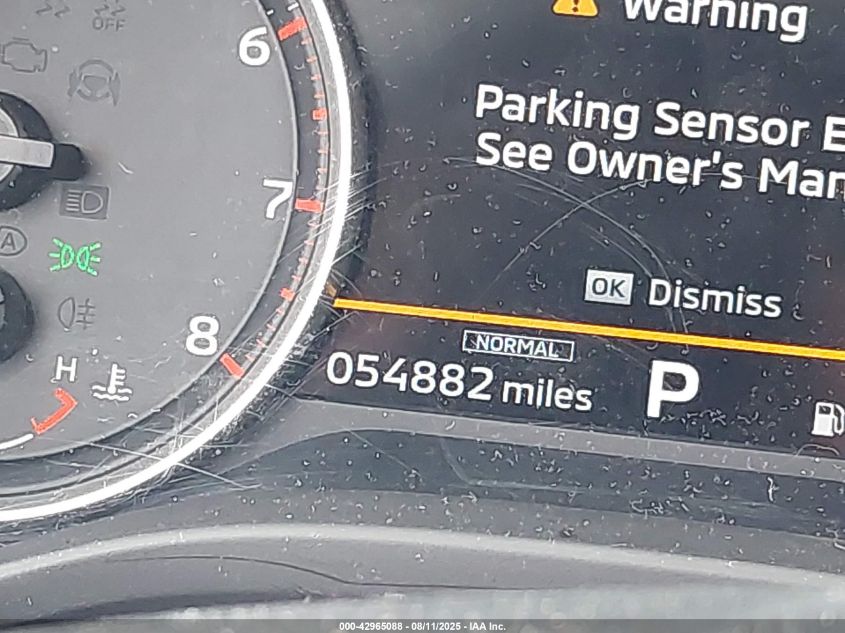 OFF
6
7
8
A
H
Warning
Parking Sensor E
See Owner's Man
OK Dismiss
NORMAL
054882 miles P
000-42965088 - 08/11/2025 - IAA Inc.